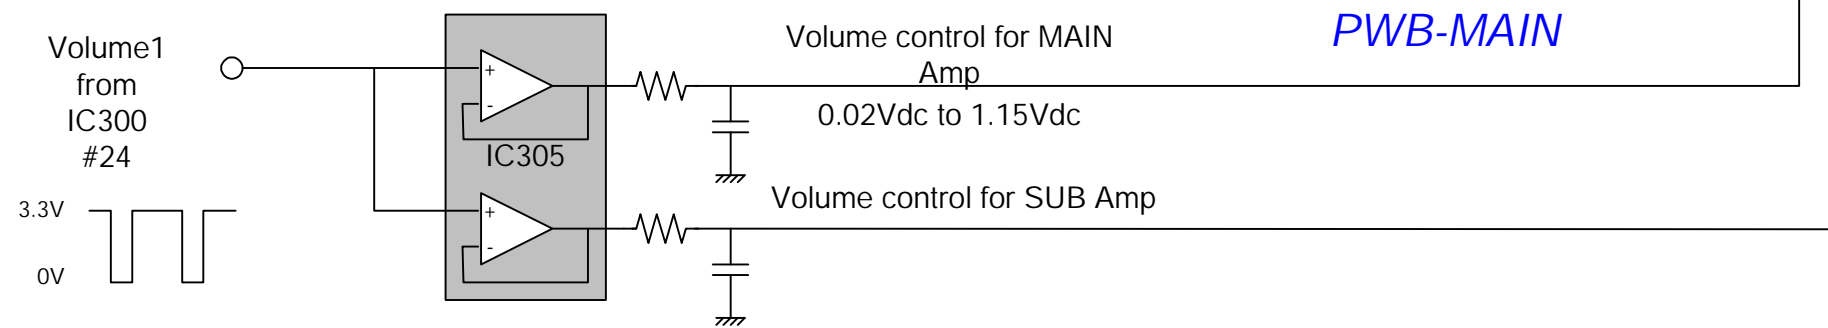 Volume1
from
IC300
#24
3.3V
0V
+
-
IC305
+
-
Volume control for MAIN
Amp
0.02Vdc to 1.15Vdc
Volume control for SUB Amp
PWB-MAIN